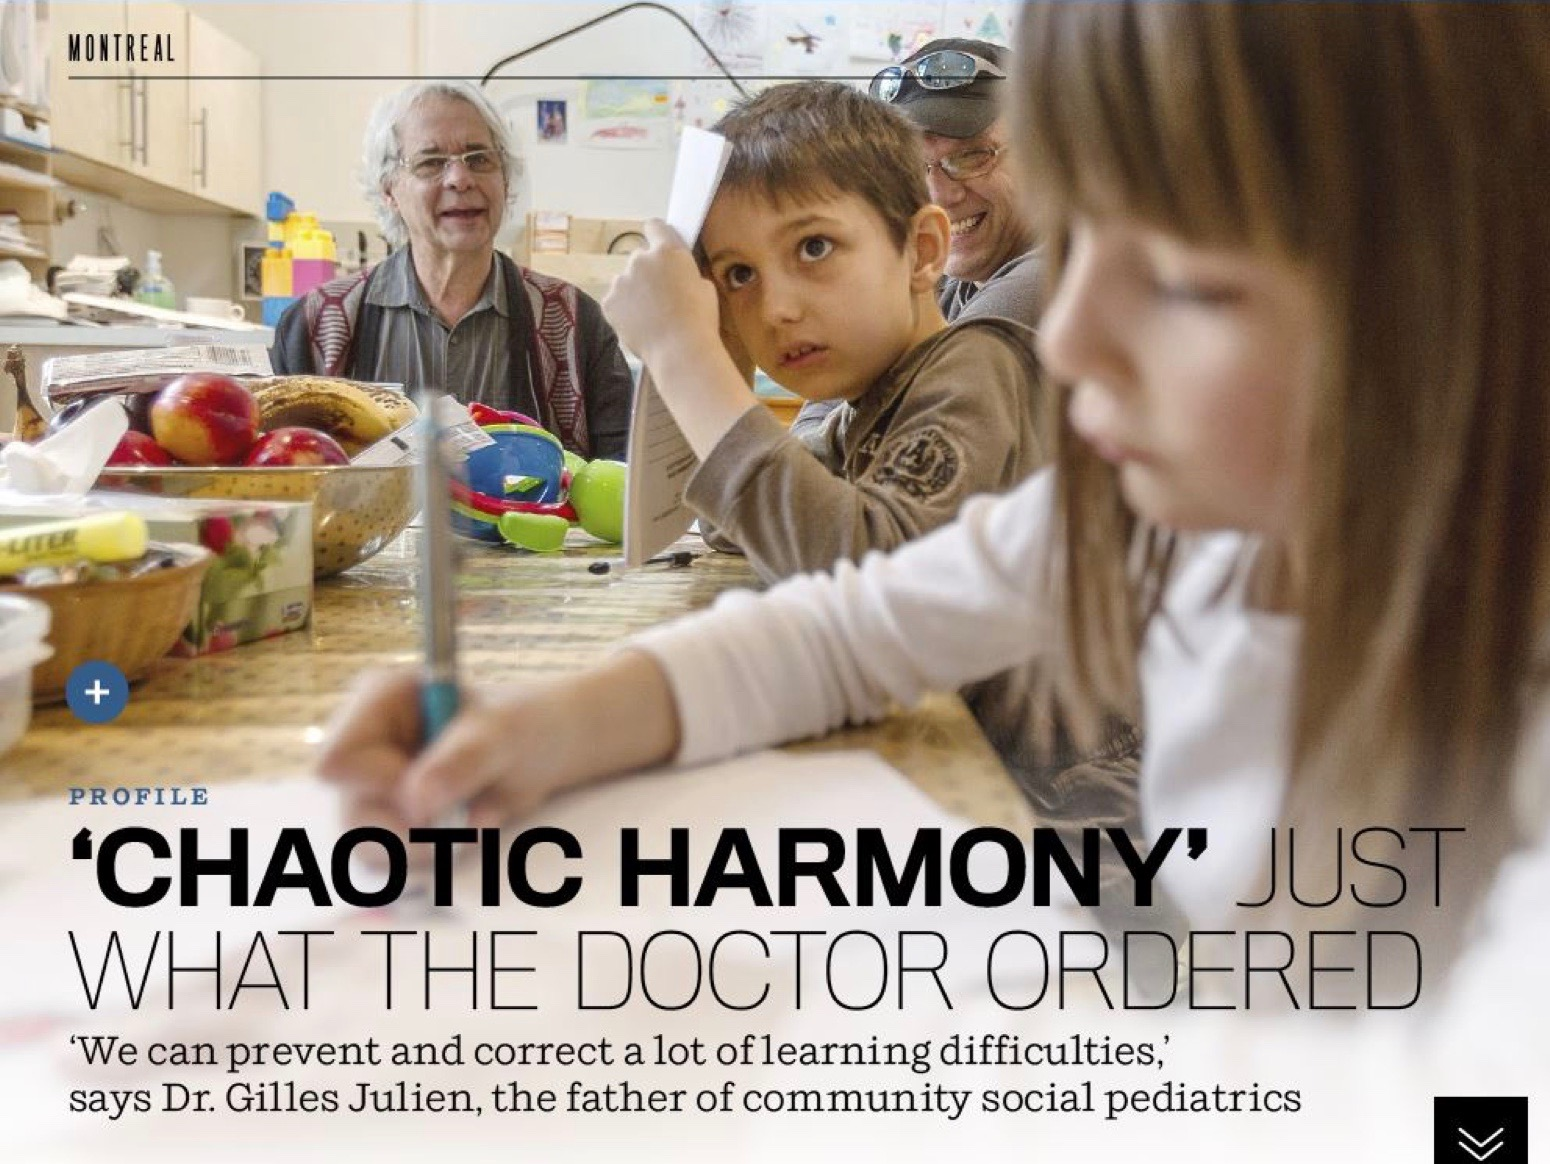 MONTREAL
-LITER
PROFILE
‘CHAOTIC HARMONY’ JUST
WHAT THE DOCTOR ORDERED
‘We can prevent and correct a lot of learning difficulties,’
says Dr. Gilles Julien, the father of community social pediatrics